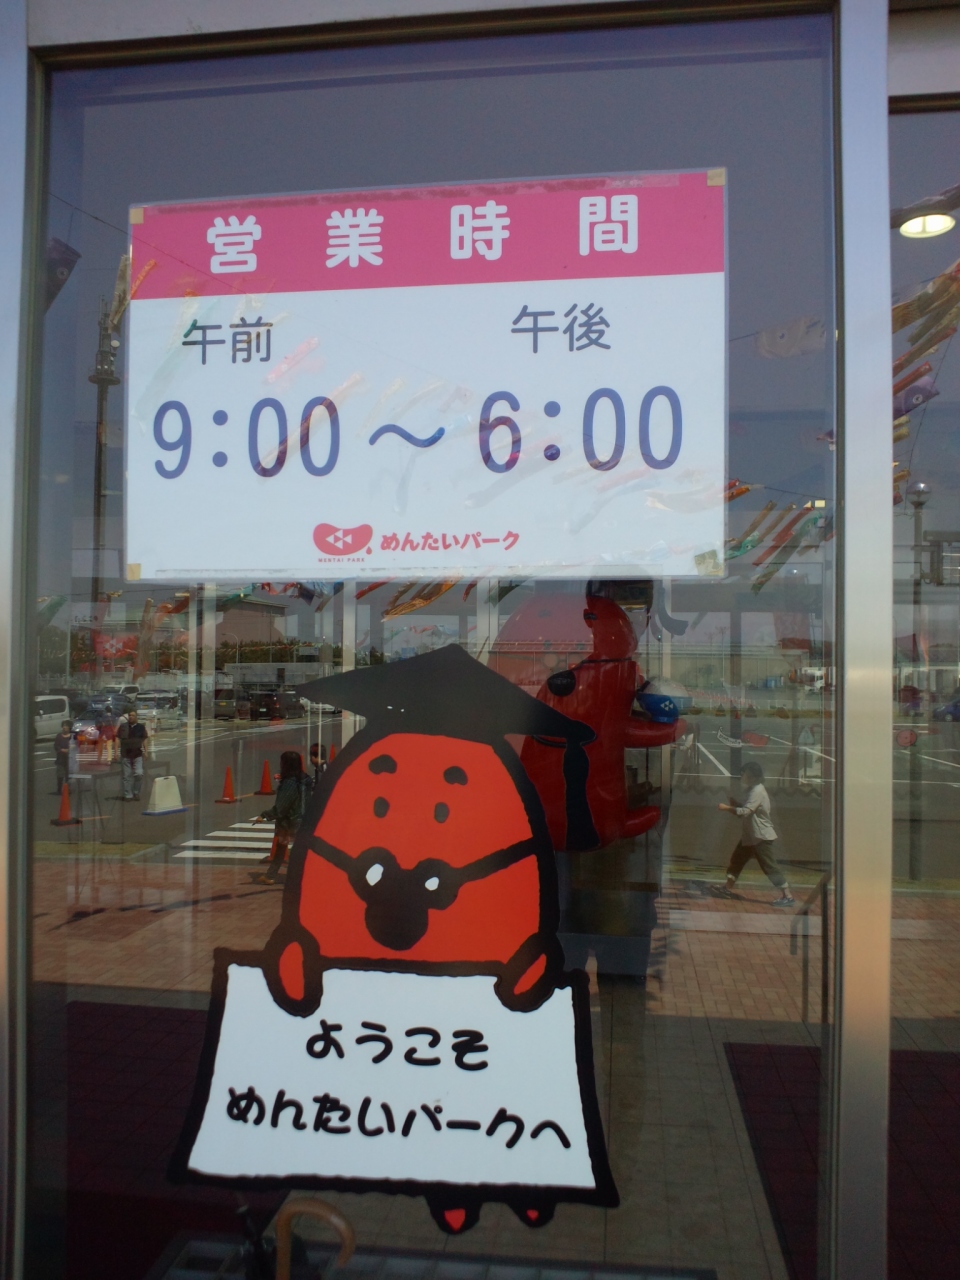 営業時間
午前 午後
9:00～6:00
めんたいパーク
MENTAI PARK
ようこそ
めんたいパークへ